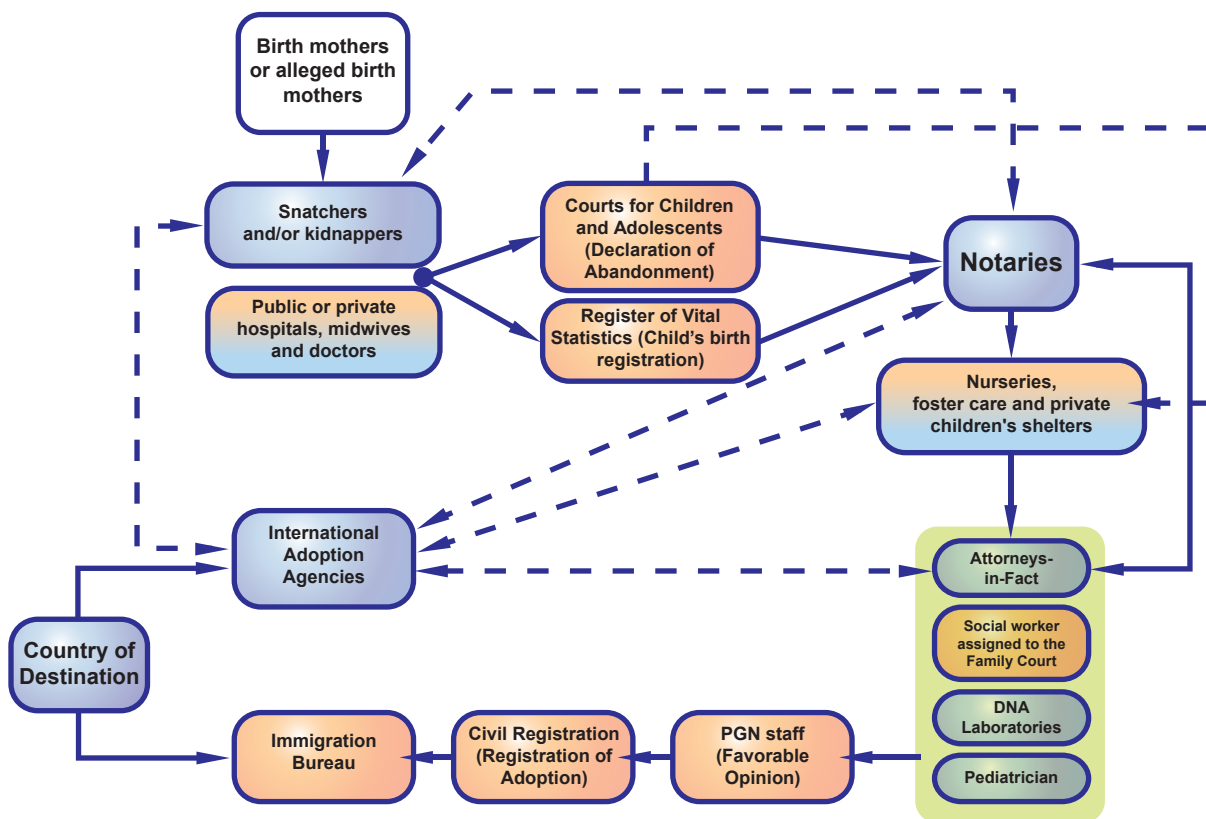 Birth mothers
or alleged birth
mothers
Snatchers
and/or kidnappers
Public or private
hospitals, midwives
and doctors
Courts for Children
and Adolescents
(Declaration of
Abandonment)
Register of Vital
Statistics (Child’s birth
registration)
Notaries
Nurseries,
foster care and private
children's shelters
International
Adoption
Agencies
Attorneys-
in-Fact
Social worker
assigned to the
Family Court
DNA
Laboratories
Pediatrician
Country of
Destination
Immigration
Bureau
Civil Registration
(Registration of
Adoption)
PGN staff
(Favorable
Opinion)